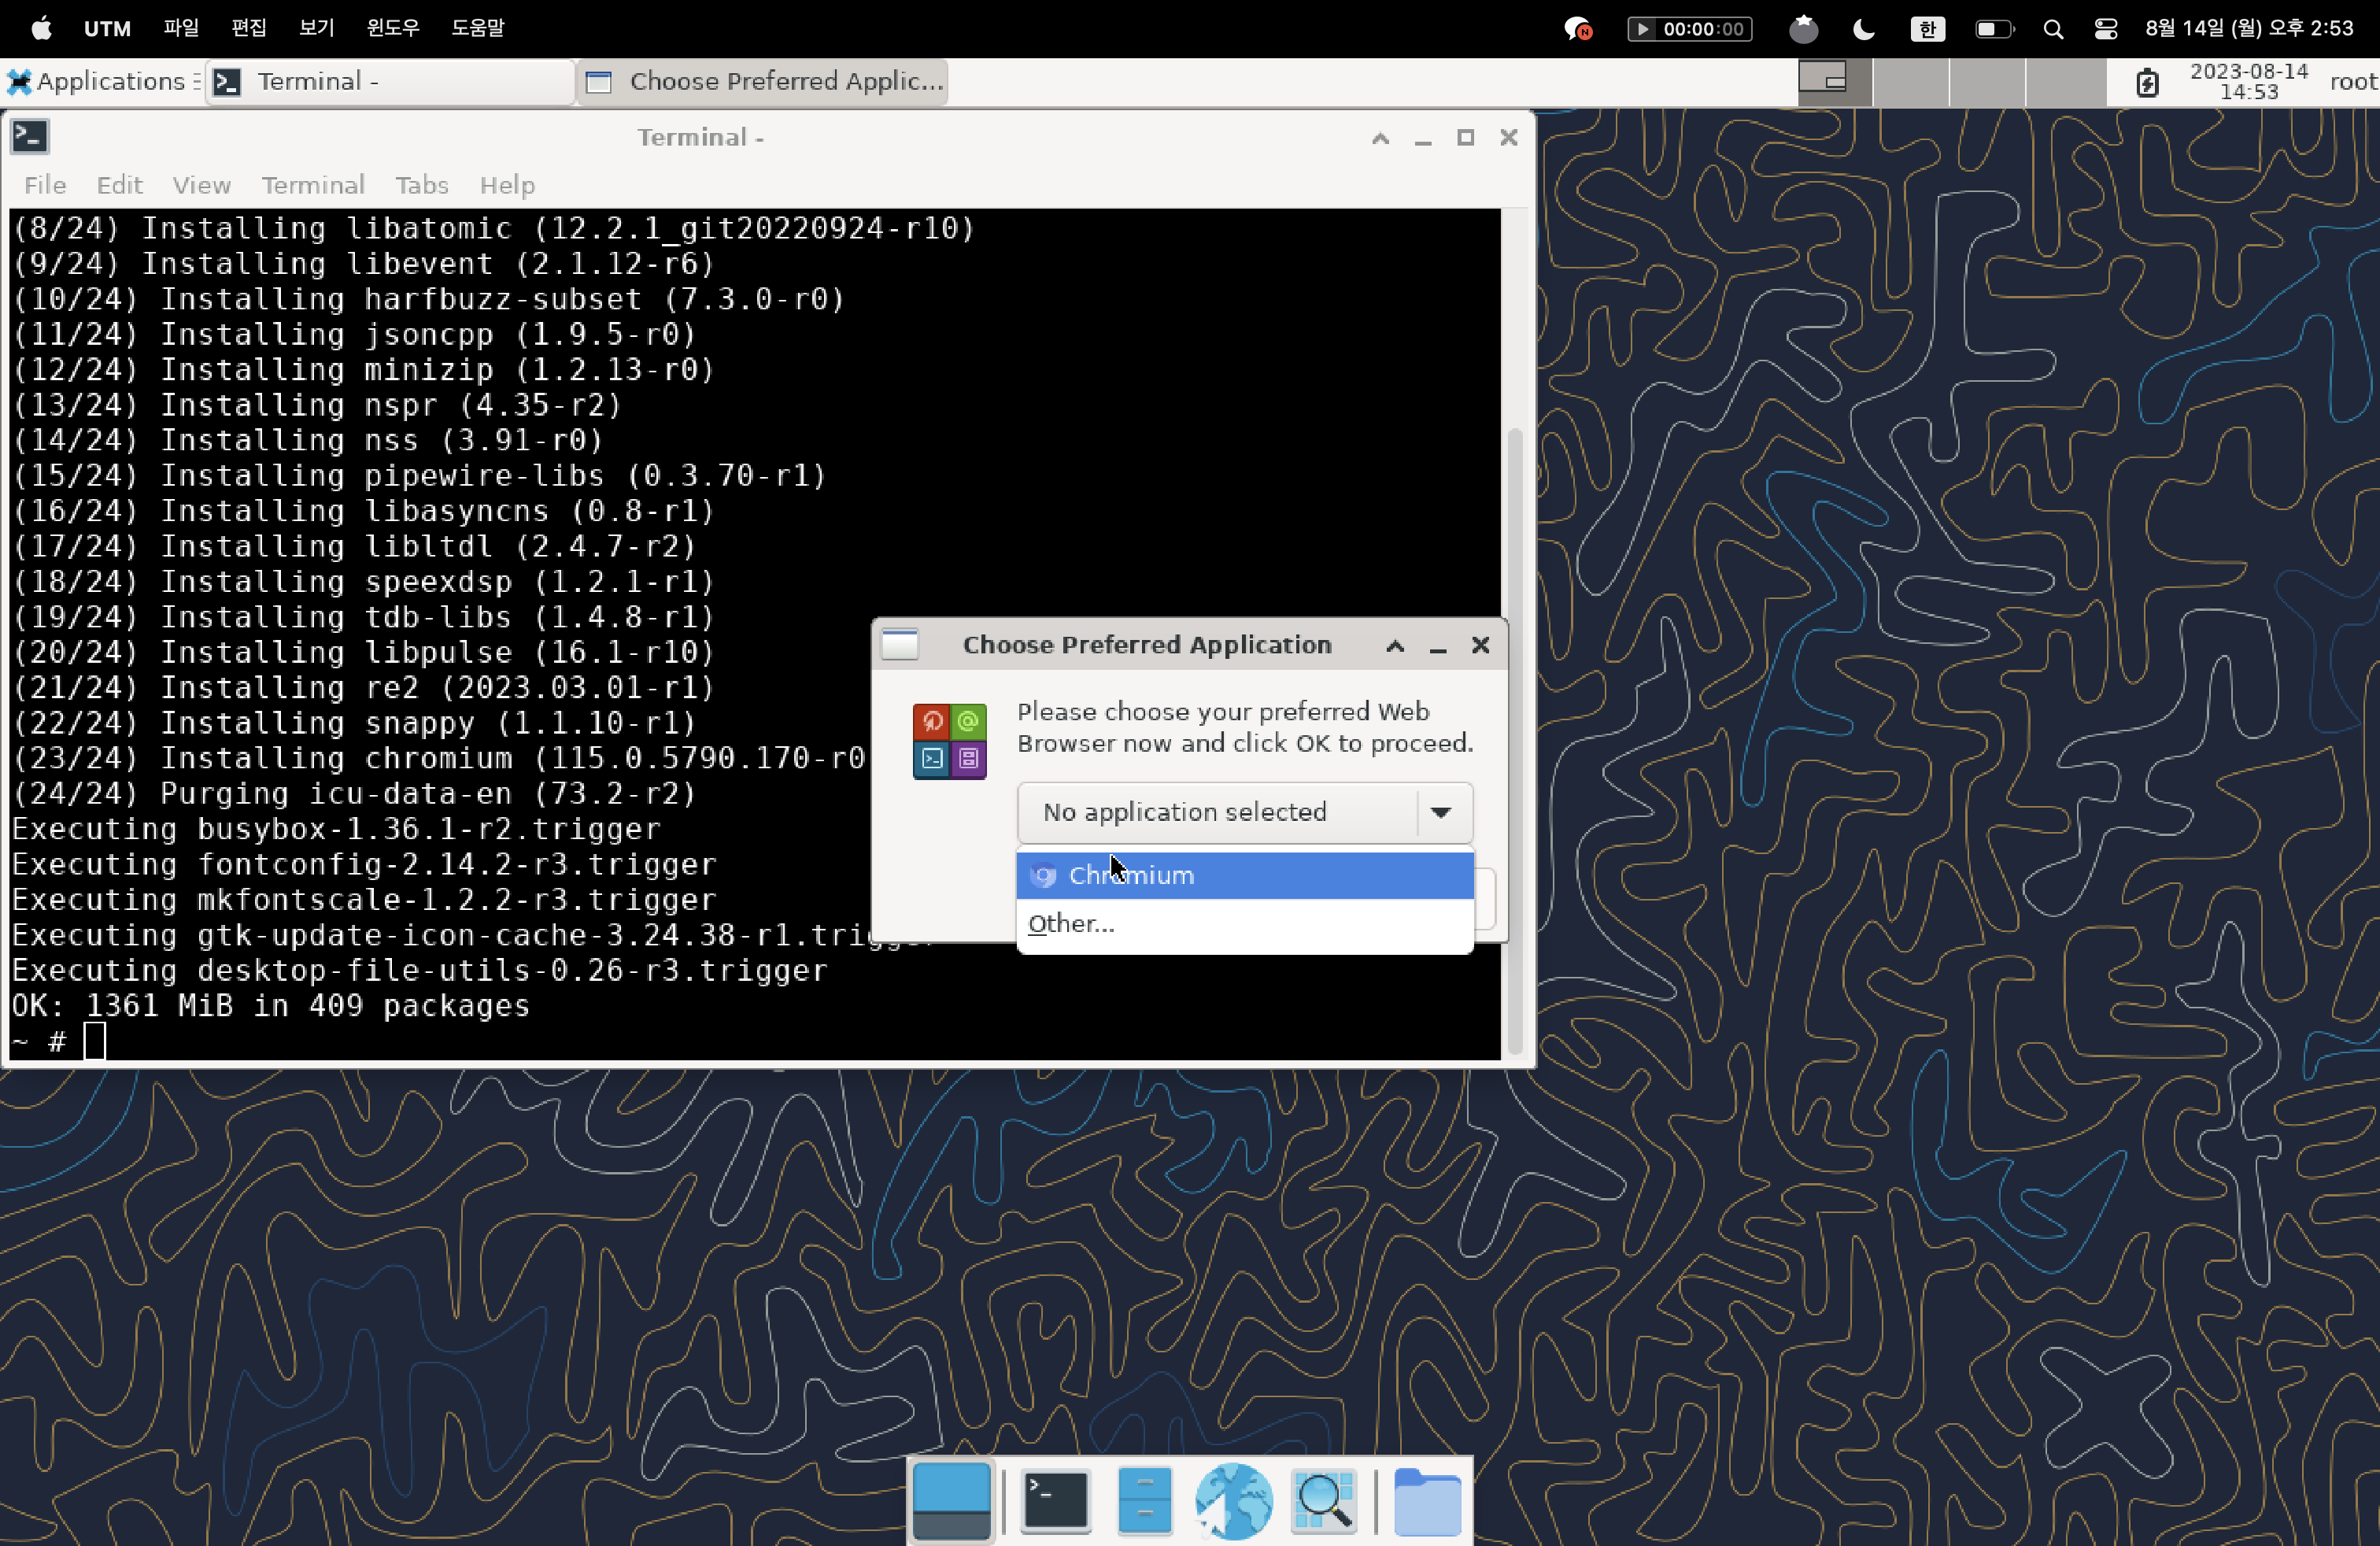 UTM 파일 편집 보기 윈도우 도움말 N 00:00:00 한 8월 14일 (월) 오후 2:53
Applications Terminal - Choose Preferred Applic... 2023-08-14 root
14:53
Terminal -
File Edit View Terminal Tabs Help
(8/24) Installing libatomic (12.2.1_git20220924-r10)
(9/24) Installing libevent (2.1.12-r6)
(10/24) Installing harfbuzz-subset (7.3.0-r0)
(11/24) Installing jsoncpp (1.9.5-r0)
(12/24) Installing minizip (1.2.13-r0)
(13/24) Installing nspr (4.35-r2)
(14/24) Installing nss (3.91-r0)
(15/24) Installing pipewire-libs (0.3.70-r1)
(16/24) Installing libasyncns (0.8-r1)
(17/24) Installing libltdl (2.4.7-r2)
(18/24) Installing speexdsp (1.2.1-r1)
(19/24) Installing tdb-libs (1.4.8-r1)
(20/24) Installing libpulse (16.1-r10)
(21/24) Installing re2 (2023.03.01-r1)
(22/24) Installing snappy (1.1.10-r1)
(23/24) Installing chromium (115.0.5790.170-r0
(24/24) Purging icu-data-en (73.2-r2)
Executing busybox-1.36.1-r2.trigger
Executing fontconfig-2.14.2-r3.trigger
Executing mkfontscale-1.2.2-r3.trigger
Executing gtk-update-icon-cache-3.24.38-r1.trigger
Executing desktop-file-utils-0.26-r3.trigger
OK: 1361 MiB in 409 packages
~ #
Choose Preferred Application
Please choose your preferred Web
Browser now and click OK to proceed.
No application selected
Chromium
Other...